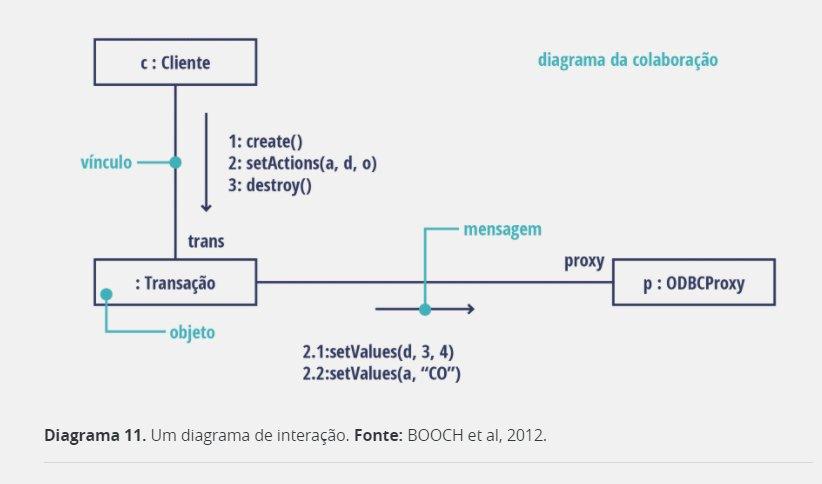 c : Cliente
diagrama da colaboração
1: create()
2: setActions(a, d, o)
3: destroy()
vínculo
trans
mensagem
proxy
: Transação
p : ODBCProxy
objeto
2.1:setValues(d, 3, 4)
2.2:setValues(a, “CO”)
Diagrama 11. Um diagrama de interação. Fonte: BOOCH et al, 2012.